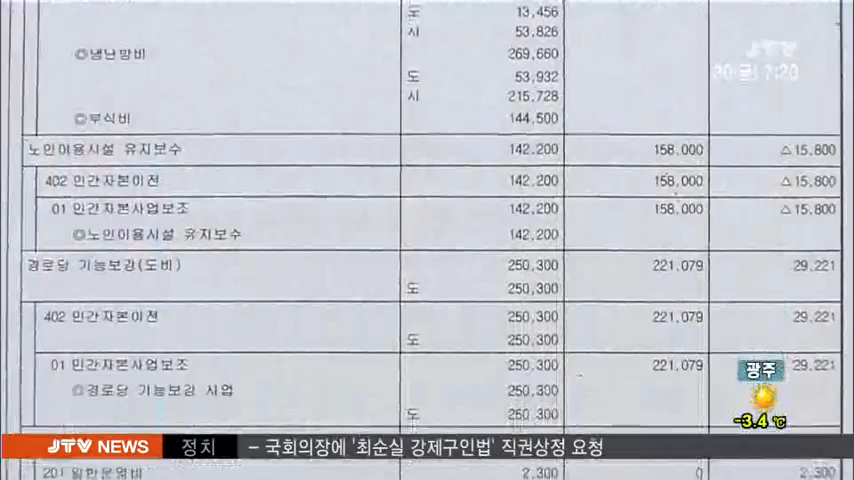 도 13,456
시 53,826
◎냉난방비 269,660
도 53,932
시 215,728
◎부식비 144,500
노인이용시설 유지보수 142,200 158,000 △15,800
402 민간자본이전 142,200 158,000 △15,800
01 민간자본사업보조 142,200 158,000 △15,800
◎노인이용시설 유지보수 142,200
경로당 기능보강(도비) 250,300 221,079 29,221
도 250,300
402 민간자본이전 250,300 221,079 29,221
도 250,300
01 민간자본사업보조 250,300 221,079 29,221
◎경로당 기능보강 사업 250,300
도 250,300
201 일반운영비 2,300 0 2,300
JTV
30(금) 7:20
광주
-3.4 ℃
JTV NEWS 정치 - 국회의장에 '최순실 강제구인법' 직권상정 요청